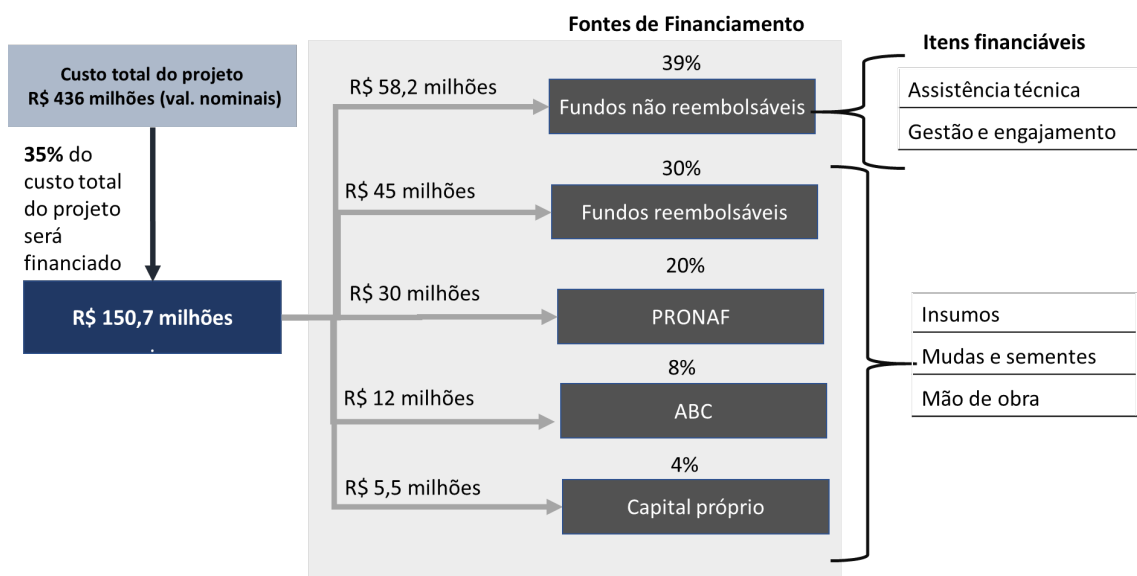 Fontes de Financiamento
Itens financiáveis
Custo total do projeto
R$ 436 milhões (val. nominais)
35% do
custo total
do projeto
será
financiado
R$ 150,7 milhões
.
R$ 58,2 milhões
39%
Fundos não reembolsáveis
R$ 45 milhões
30%
Fundos reembolsáveis
R$ 30 milhões
20%
PRONAF
R$ 12 milhões
8%
ABC
R$ 5,5 milhões
4%
Capital próprio
Assistência técnica
Gestão e engajamento
Insumos
Mudas e sementes
Mão de obra